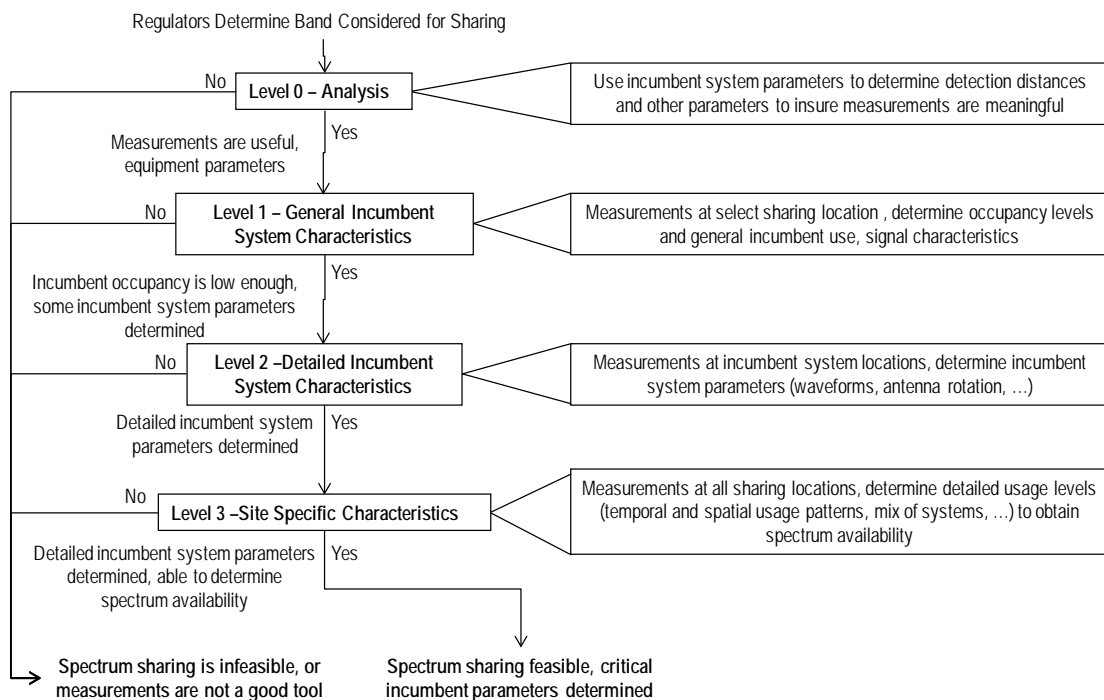 Regulators Determine Band Considered for Sharing
No
Level 0 – Analysis
Use incumbent system parameters to determine detection distances
and other parameters to insure measurements are meaningful
Yes
Measurements are useful,
equipment parameters
No
Level 1 – General Incumbent
System Characteristics
Measurements at select sharing location , determine occupancy levels
and general incumbent use, signal characteristics
Yes
Incumbent occupancy is low enough,
some incumbent system parameters
determined
No
Level 2 –Detailed Incumbent
System Characteristics
Measurements at incumbent system locations, determine incumbent
system parameters (waveforms, antenna rotation, …)
Yes
Detailed incumbent system
parameters determined
No
Level 3 –Site Specific Characteristics
Measurements at all sharing locations, determine detailed usage levels
(temporal and spatial usage patterns, mix of systems, …) to obtain
spectrum availability
Yes
Detailed incumbent system parameters
determined, able to determine
spectrum availability
Spectrum sharing is infeasible, or
measurements are not a good tool
Spectrum sharing feasible, critical
incumbent parameters determined